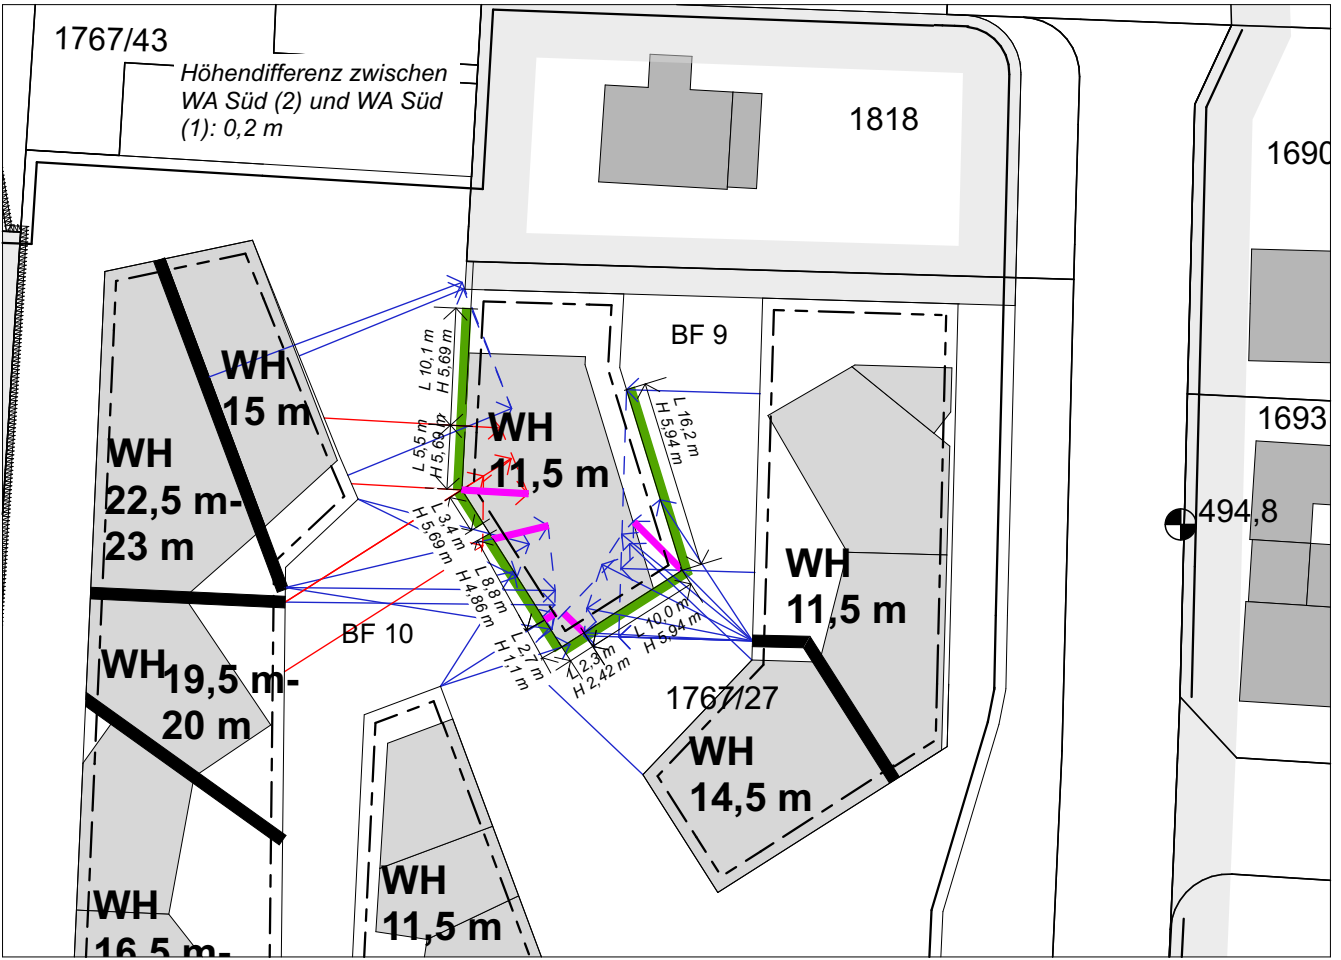 1767/43
Höhendifferenz zwischen
WA Süd (2) und WA Süd
(1): 0,2 m
1818
1690
BF 9
WH
15 m
L 10,1 m
H 5,69 m
L 5,5 m
H 5,69 m
WH
11,5 m
L 16,2 m
H 5,94 m
1693
WH
22,5 m-
23 m
494,8
L 3,4 m
H 5,69 m
L 8,8 m
H 4,86 m
WH
11,5 m
BF 10
L 2,7 m
H 1,1 m
L 2,3 m
H 2,42 m
L 10,0 m
H 5,94 m
WH
19,5 m-
20 m
1767/27
WH
14,5 m
WH
11,5 m
WH
16,5 m-